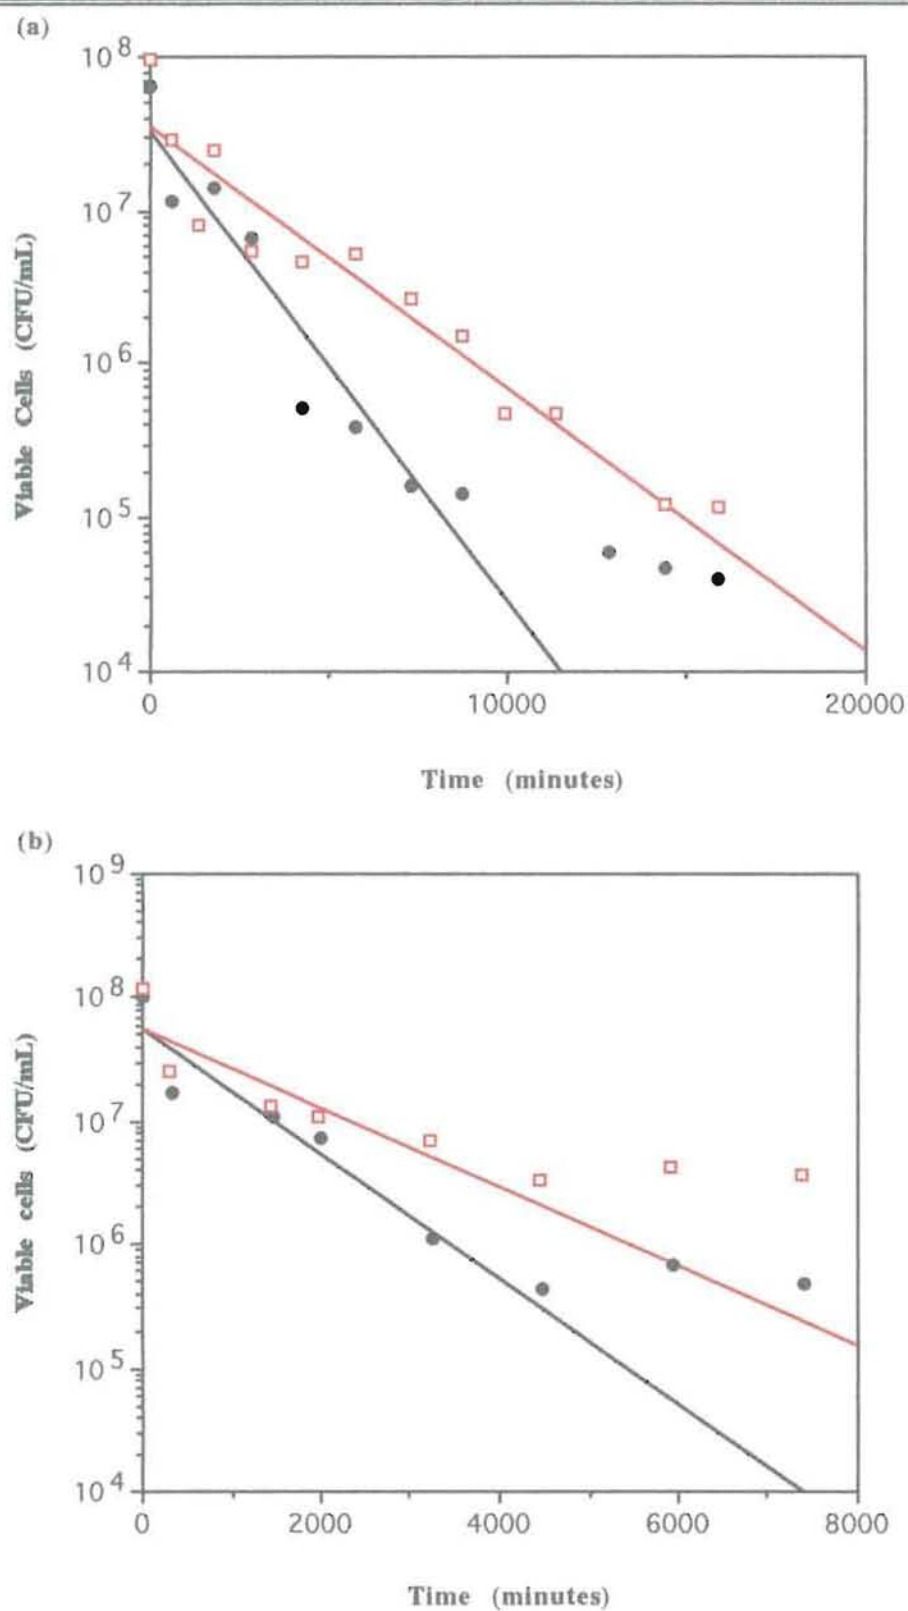 (a)
10 8
10 7
10 6
10 5
10 4
Viable Cells (CFU/mL)
0 10000 20000
Time (minutes)
(b)
10 9
10 8
10 7
10 6
10 5
10 4
Viable cells (CFU/mL)
0 2000 4000 6000 8000
Time (minutes)